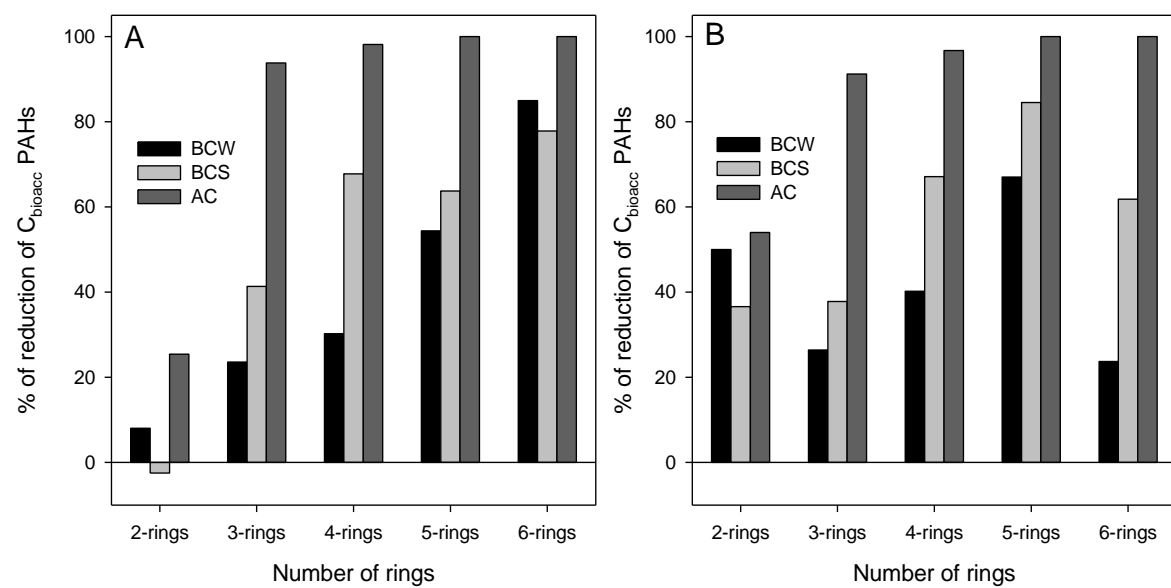 A
% of reduction of Cbioacc PAHs
100
80
60
40
20
0
BCW
BCS
AC
2-rings 3-rings 4-rings 5-rings 6-rings
Number of rings
B
% of reduction of Cbioacc PAHs
100
80
60
40
20
0
BCW
BCS
AC
2-rings 3-rings 4-rings 5-rings 6-rings
Number of rings